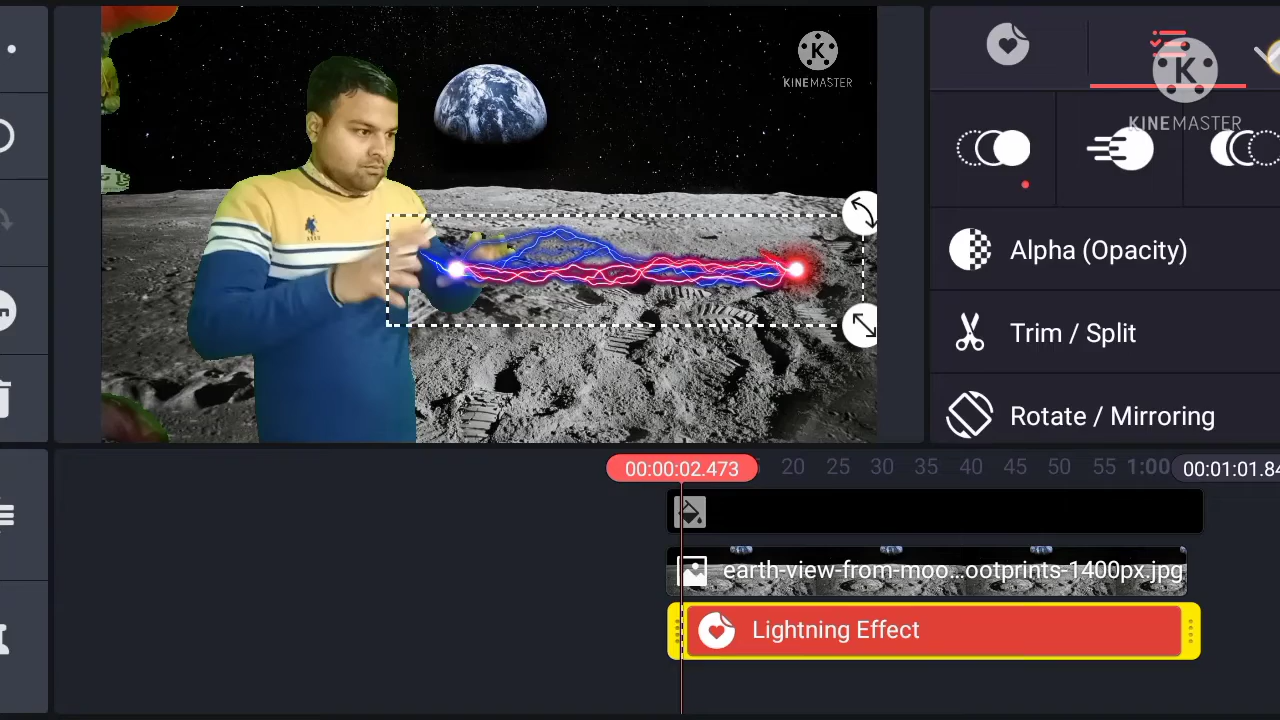 KINEMASTER
KINEMASTER
Alpha (Opacity)
Trim / Split
Rotate / Mirroring
00:00:02.473 20 25 30 35 40 45 50 55 1:00 00:01:01.84
earth-view-from-moo...ootprints-1400px.jpg
Lightning Effect